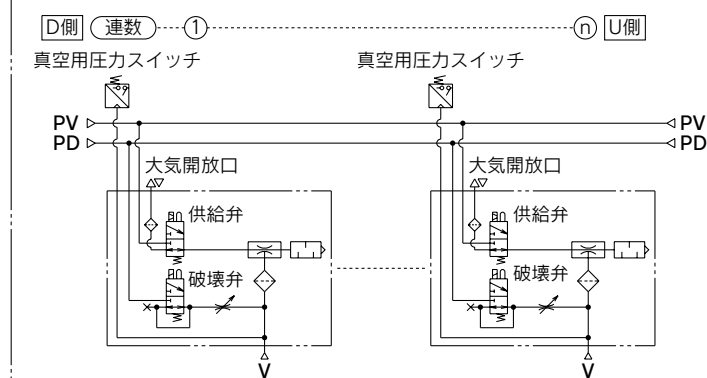 D側 連数 1 n U側
真空用圧力スイッチ 真空用圧力スイッチ
PV PV
PD PD
大気開放口 大気開放口
供給弁 供給弁
破壊弁 破壊弁
V V